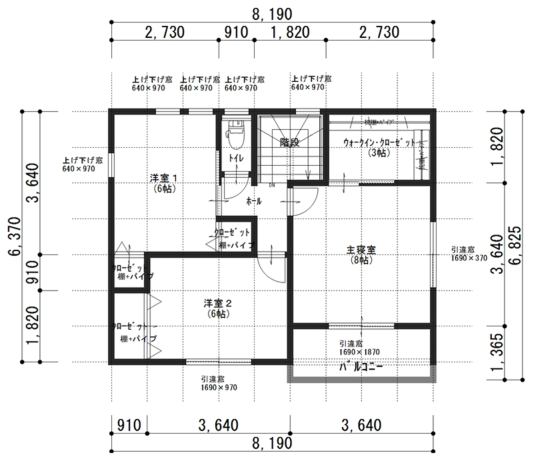 8,190
2,730 910 1,820 2,730
上げ下げ窓 上げ下げ窓 上げ下げ窓 上げ下げ窓
640×970 640×970 640×970 640×970
トイレ
階段
DN
ウォークイン・クローゼット
(3帖)
1,820
上げ下げ窓
640×970
洋室1
(6帖)
ホール
3,640
6,370
クローゼット
棚+パイプ
主寝室
(8帖)
引違窓
1690×370
3,640
6,825
クローゼット
棚+パイプ
910
洋室2
(6帖)
クローゼット
棚+パイプ
1,820
引違窓
1690×1870
バルコニー
1,365
引違窓
1690×970
910 3,640 3,640
8,190